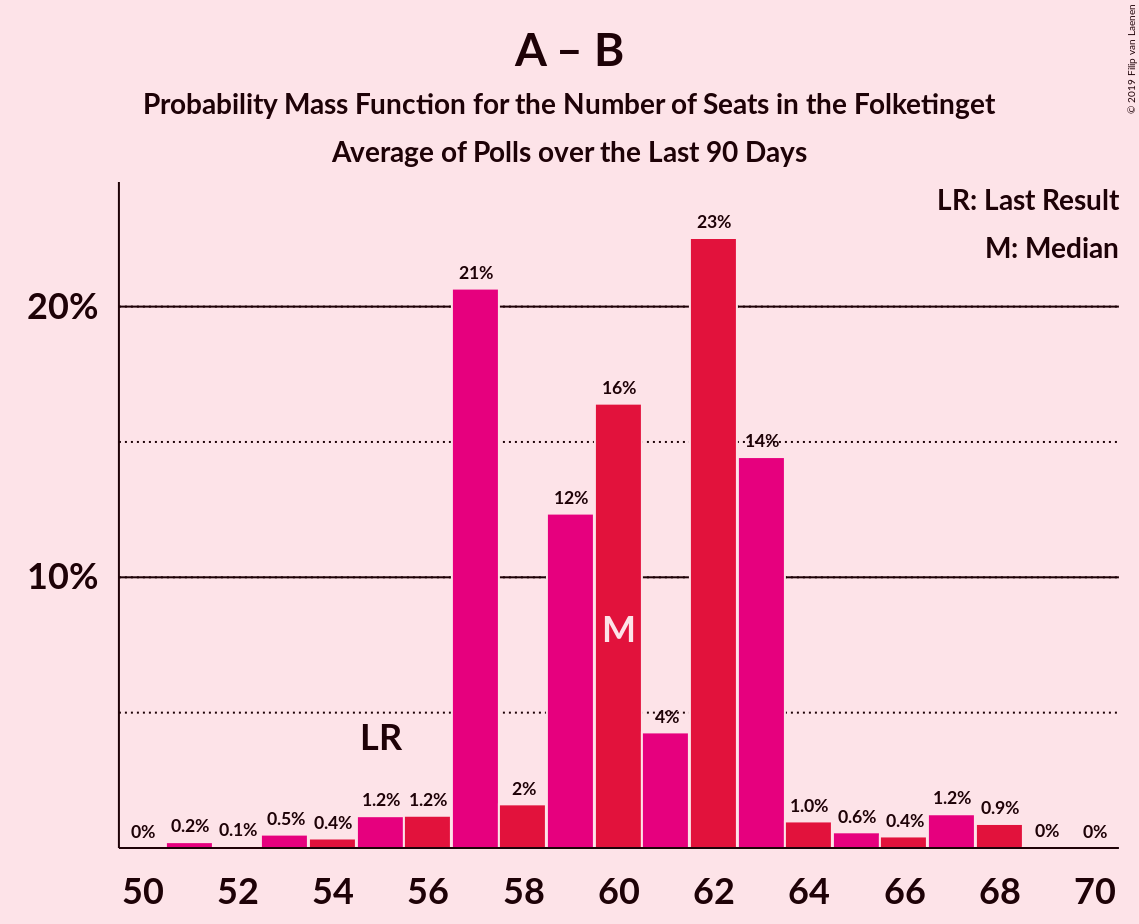 A – B
Probability Mass Function for the Number of Seats in the Folketinget
Average of Polls over the Last 90 Days
© 2019 Filip van Laenen
LR: Last Result
M: Median
20%
10%
0%
0.2%
0.1%
0.5%
0.4%
1.2%
1.2%
21%
2%
12%
16%
4%
23%
14%
1.0%
0.6%
0.4%
1.2%
0.9%
0%
0%
LR
M
50 52 54 56 58 60 62 64 66 68 70